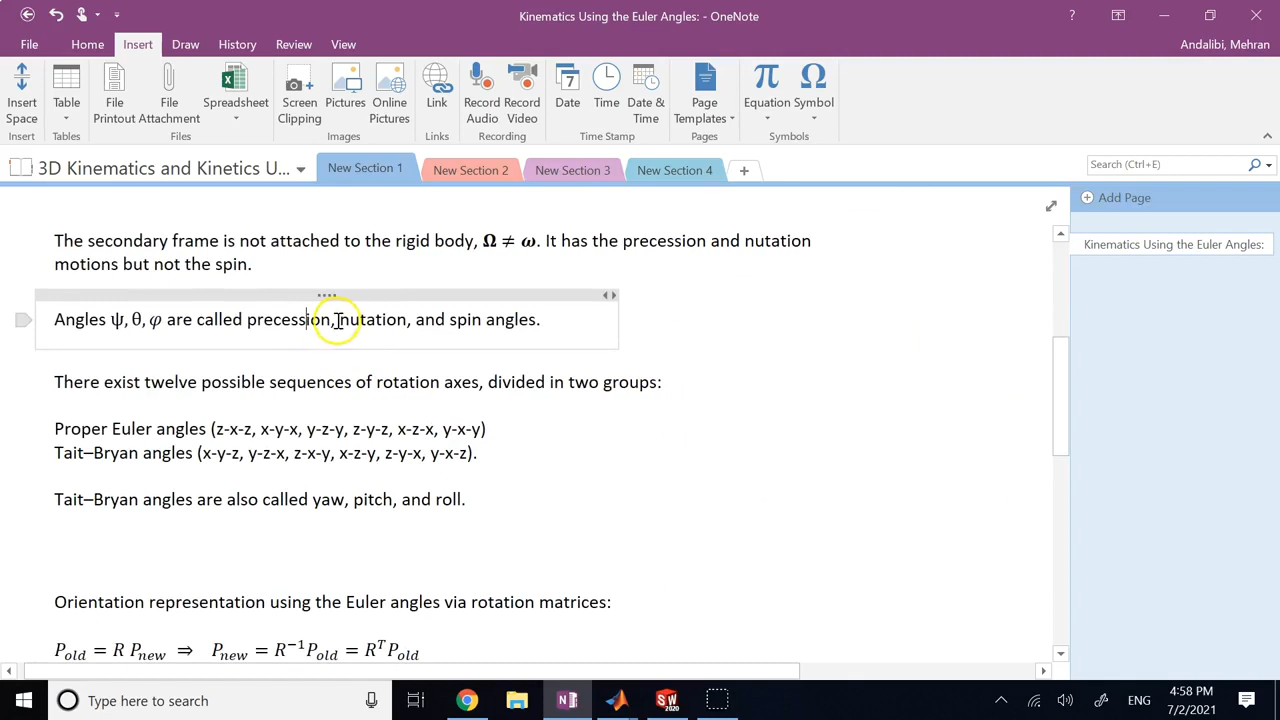 Kinematics Using the Euler Angles: - OneNote
File Home Insert Draw History Review View
Andalibi, Mehran
Insert Space
Table
File Printout
File Attachment
Spreadsheet
Screen Clipping
Pictures
Online Pictures
Link
Record Audio
Record Video
Date
Time
Date & Time
Page Templates
Equation
Symbol
Insert Tables Files Images Links Recording Time Stamp Pages Symbols
3D Kinematics and Kinetics U... New Section 1 New Section 2 New Section 3 New Section 4
Search (Ctrl+E)
Add Page
Kinematics Using the Euler Angles:
The secondary frame is not attached to the rigid body, Ω ≠ ω. It has the precession and nutation
motions but not the spin.
Angles ψ, θ, φ are called precession, nutation, and spin angles.
There exist twelve possible sequences of rotation axes, divided in two groups:
Proper Euler angles (z-x-z, x-y-x, y-z-y, z-y-z, x-z-x, y-x-y)
Tait–Bryan angles (x-y-z, y-z-x, z-x-y, x-z-y, z-y-x, y-x-z).
Tait–Bryan angles are also called yaw, pitch, and roll.
Orientation representation using the Euler angles via rotation matrices:
P_old = R P_new ⇒ P_new = R⁻¹P_old = RᵀP_old
Type here to search
SW 2020
ENG
4:58 PM
7/2/2021